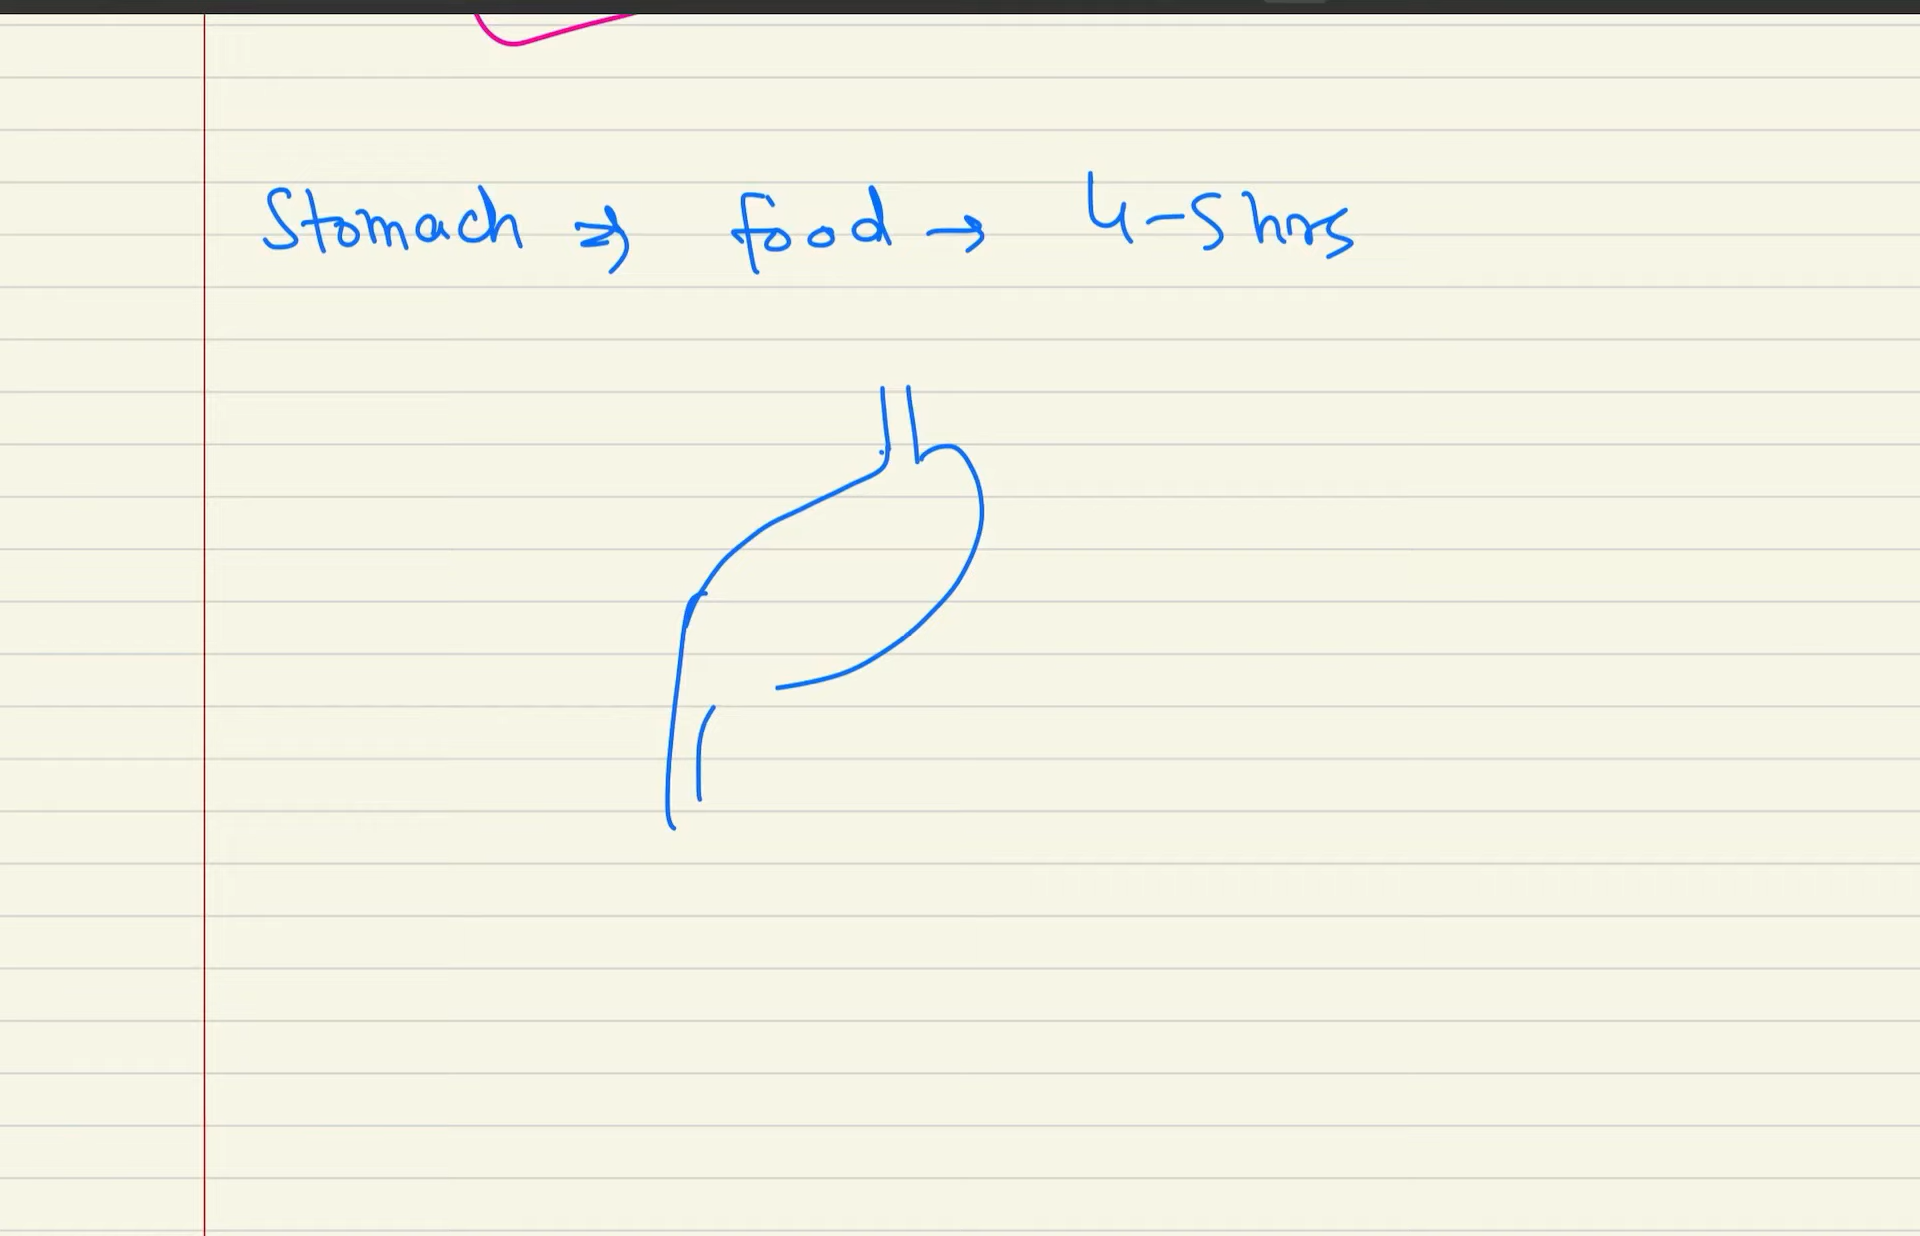 Stomach ⇒ food → 4-5 hrs